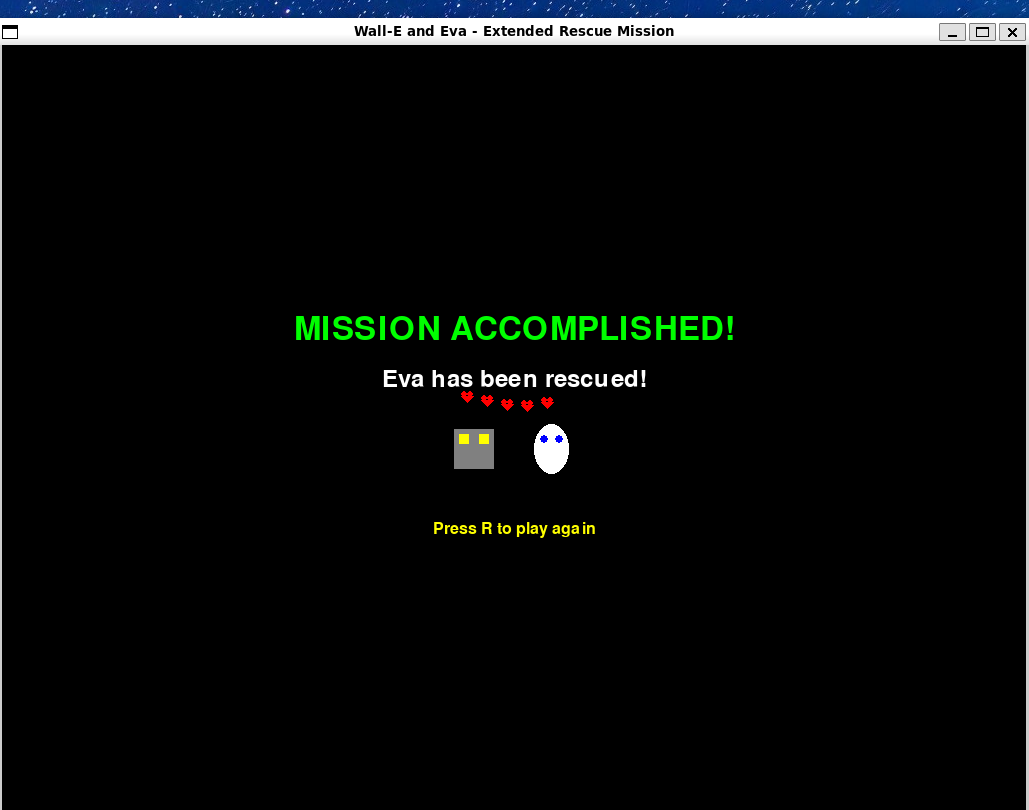 Wall-E and Eva - Extended Rescue Mission
MISSION ACCOMPLISHED!
Eva has been rescued!
Press R to play again